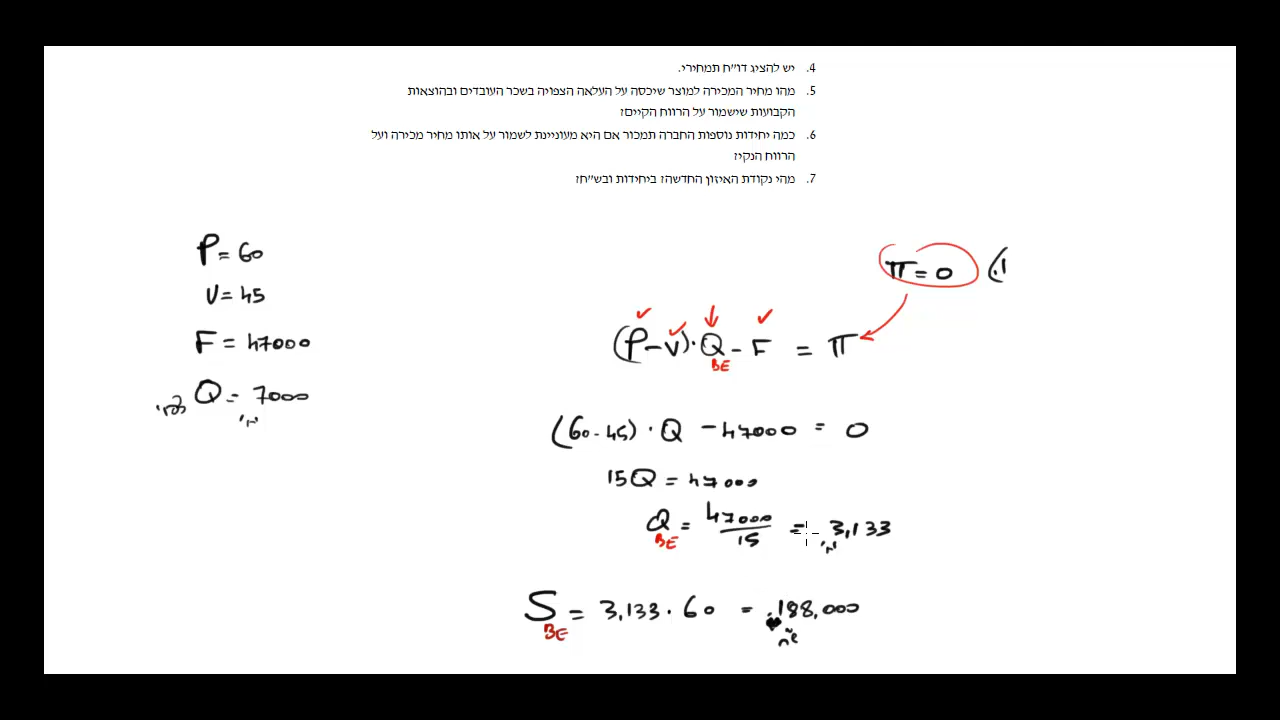 4. יש להציג דו"ח תמחירי.
5. מהו מחיר המכירה למוצר שיכסה על העלאה הצפויה בשכר העובדים ובהוצאות
הקבועות שישמור על הרווח הקיים?
6. כמה יחידות נוספות החברה תמכור אם היא מעוניינת לשמור על אותו מחיר מכירה ועל
הרווח הנקי?
7. מהי נקודת האיזון החדשה? ביחידות ובש"ח?
P = 60
V = 45
F = 47000
Q = 7000
יח'
1) π = 0
(P-V)·Q - F = π
BE
(60-45)·Q - 47000 = 0
15Q = 47000
Q BE = 47000/15 = 3,133
יח'
S BE = 3,133 · 60 = 188,000